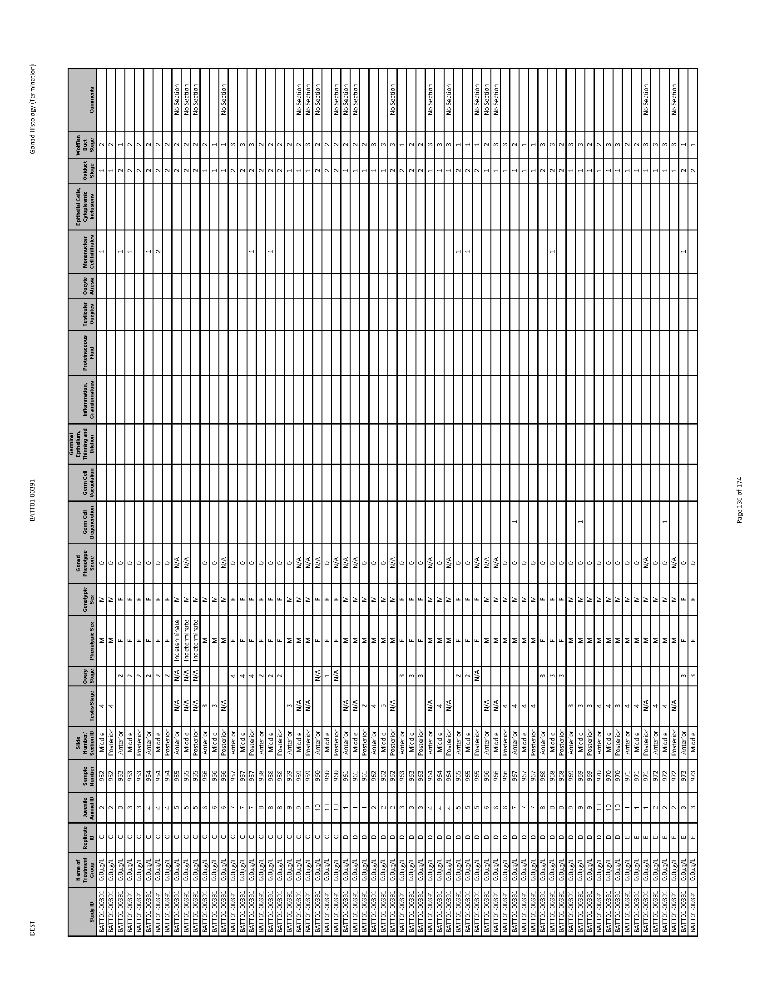 DEST BATT01-00391 Gonad Histology (Termination)
Study ID Name of Treatment Group Replicate ID Juvenile Animal ID Sample Number Slide Number/ Section ID Testis Stage Ovary Stage Phenotypic Sex Genotypic Sex Gonad Phenotype Score Germ Cell Degeneration Germ Cell Vacuolation Germinal Epthelium, Thinning and Dilation Inflammation, Granulomatous Proteinaceous Fluid Testicular Oocytes Oocyte Atresia Mononuclear Cell Infiltrates Epithelial Cells, Cytoplasmic Inclusions Oviduct Stage Wolffian Duct Stage Comments
BATT01-00391 0.0µg/L C 2 952 Middle 4 M M 0 1 1 2
BATT01-00391 0.0µg/L C 2 952 Posterior 4 M M 0 1 2
BATT01-00391 0.0µg/L C 3 953 Anterior 2 F F 0 1 2 1
BATT01-00391 0.0µg/L C 3 953 Middle 2 F F 0 1 2 2
BATT01-00391 0.0µg/L C 3 953 Posterior 2 F F 0 2 2
BATT01-00391 0.0µg/L C 4 954 Anterior 2 F F 0 1 2 2
BATT01-00391 0.0µg/L C 4 954 Middle 2 F F 0 2 2 2
BATT01-00391 0.0µg/L C 4 954 Posterior 2 F F 0 2 2
BATT01-00391 0.0µg/L C 5 955 Anterior N/A N/A Indeterminate M N/A 2 2 No Section
BATT01-00391 0.0µg/L C 5 955 Middle N/A N/A Indeterminate M N/A 2 2 No Section
BATT01-00391 0.0µg/L C 5 955 Posterior N/A N/A Indeterminate M 2 2 No Section
BATT01-00391 0.0µg/L C 6 956 Anterior 3 M M 0 1 2
BATT01-00391 0.0µg/L C 6 956 Middle 3 M M 0 1 1
BATT01-00391 0.0µg/L C 6 956 Posterior N/A M M N/A 1 1 No Section
BATT01-00391 0.0µg/L C 7 957 Anterior 4 F F 0 2 3
BATT01-00391 0.0µg/L C 7 957 Middle 4 F F 0 2 3
BATT01-00391 0.0µg/L C 7 957 Posterior 4 F F 0 1 2 3
BATT01-00391 0.0µg/L C 8 958 Anterior 2 F F 0 2 2
BATT01-00391 0.0µg/L C 8 958 Middle 2 F F 0 1 2 2
BATT01-00391 0.0µg/L C 8 958 Posterior 2 F F 0 2 2
BATT01-00391 0.0µg/L C 9 959 Anterior 3 M M 0 1 2
BATT01-00391 0.0µg/L C 9 959 Middle N/A M M N/A 1 2 No Section
BATT01-00391 0.0µg/L C 9 959 Posterior N/A M M N/A 1 3 No Section
BATT01-00391 0.0µg/L C 10 960 Anterior N/A F F N/A 2 2 No Section
BATT01-00391 0.0µg/L C 10 960 Middle 1 F F 0 2 2
BATT01-00391 0.0µg/L C 10 960 Posterior N/A F F N/A 2 2 No Section
BATT01-00391 0.0µg/L D 1 961 Anterior N/A M M N/A 1 2 No Section
BATT01-00391 0.0µg/L D 1 961 Middle N/A M M N/A 1 2 No Section
BATT01-00391 0.0µg/L D 1 961 Posterior 2 M M 0 1 2
BATT01-00391 0.0µg/L D 2 962 Anterior 4 M M 0 1 3
BATT01-00391 0.0µg/L D 2 962 Middle 5 M M 0 1 3
BATT01-00391 0.0µg/L D 2 962 Posterior N/A M M N/A 2 3 No Section
BATT01-00391 0.0µg/L D 3 963 Anterior 3 F F 0 2 1
BATT01-00391 0.0µg/L D 3 963 Middle 3 F F 0 2 2
BATT01-00391 0.0µg/L D 3 963 Posterior 3 F F 0 2 2
BATT01-00391 0.0µg/L D 4 964 Anterior N/A M M N/A 1 3 No Section
BATT01-00391 0.0µg/L D 4 964 Middle 4 M M 0 1 3
BATT01-00391 0.0µg/L D 4 964 Posterior N/A M M N/A 1 3 No Section
BATT01-00391 0.0µg/L D 5 965 Anterior 2 F F 0 1 2 1
BATT01-00391 0.0µg/L D 5 965 Middle 2 F F 0 1 2 1
BATT01-00391 0.0µg/L D 5 965 Posterior N/A F F N/A 2 1 No Section
BATT01-00391 0.0µg/L D 6 966 Anterior N/A M M N/A 1 2 No Section
BATT01-00391 0.0µg/L D 6 966 Middle N/A M M N/A 1 3 No Section
BATT01-00391 0.0µg/L D 6 966 Posterior 4 M M 0 1 3
BATT01-00391 0.0µg/L D 7 967 Anterior 4 M M 0 1 1 2
BATT01-00391 0.0µg/L D 7 967 Middle 4 M M 0 1 1
BATT01-00391 0.0µg/L D 7 967 Posterior 4 M M 0 1 1
BATT01-00391 0.0µg/L D 8 968 Anterior 3 F F 0 2 3
BATT01-00391 0.0µg/L D 8 968 Middle 3 F F 0 1 2 3
BATT01-00391 0.0µg/L D 8 968 Posterior 3 F F 0 2 2
BATT01-00391 0.0µg/L D 9 969 Anterior 3 M M 0 1 3
BATT01-00391 0.0µg/L D 9 969 Middle 3 M M 0 1 1 3
BATT01-00391 0.0µg/L D 9 969 Posterior 3 M M 0 1 2
BATT01-00391 0.0µg/L D 10 970 Anterior 4 M M 0 1 2
BATT01-00391 0.0µg/L D 10 970 Middle 4 M M 0 1 3
BATT01-00391 0.0µg/L D 10 970 Posterior 3 M M 0 1 3
BATT01-00391 0.0µg/L E 1 971 Anterior 4 M M 0 1 2
BATT01-00391 0.0µg/L E 1 971 Middle 4 M M 0 1 2
BATT01-00391 0.0µg/L E 1 971 Posterior N/A M M N/A 1 3 No Section
BATT01-00391 0.0µg/L E 2 972 Anterior 4 M M 0 1 3
BATT01-00391 0.0µg/L E 2 972 Middle 4 M M 0 1 1 3
BATT01-00391 0.0µg/L E 2 972 Posterior N/A M M N/A 1 3 No Section
BATT01-00391 0.0µg/L E 3 973 Anterior 3 F F 0 1 2 1
BATT01-00391 0.0µg/L E 3 973 Middle 3 F F 0 2 1
Page 136 of 174